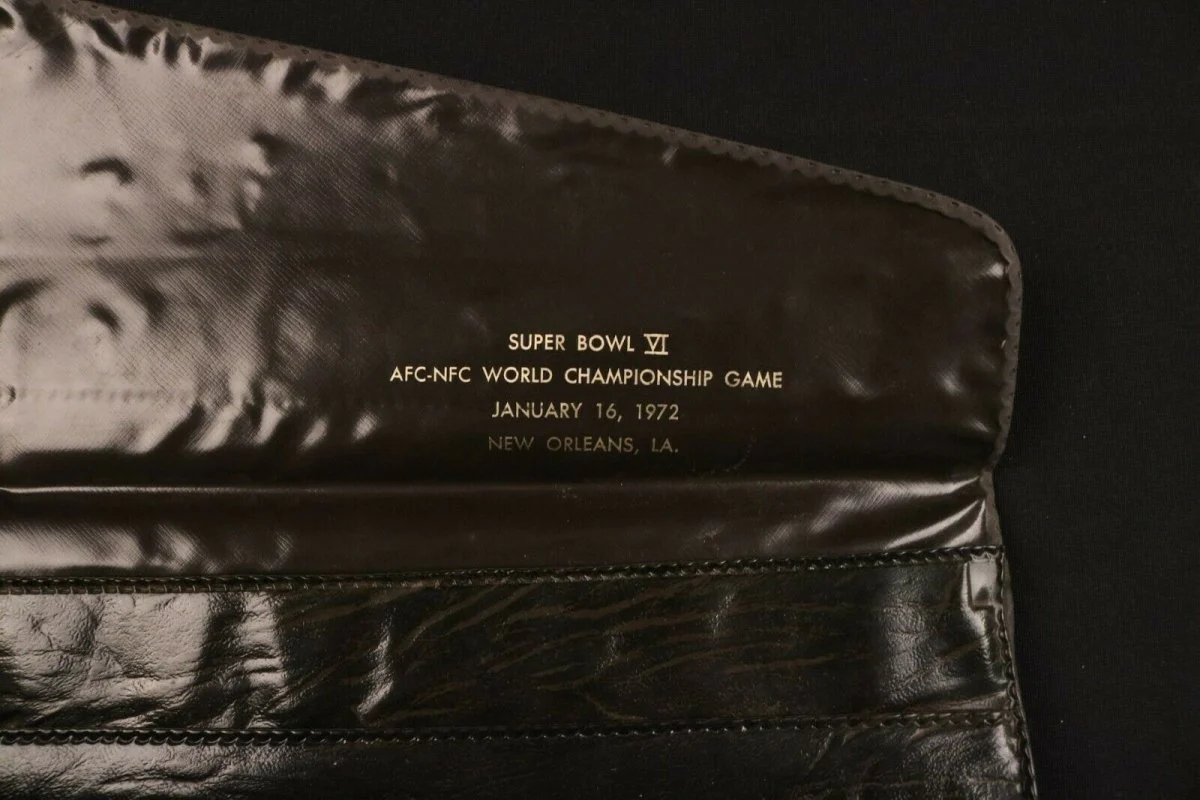 SUPER BOWL VI
AFC-NFC WORLD CHAMPIONSHIP GAME
JANUARY 16, 1972
NEW ORLEANS, LA.